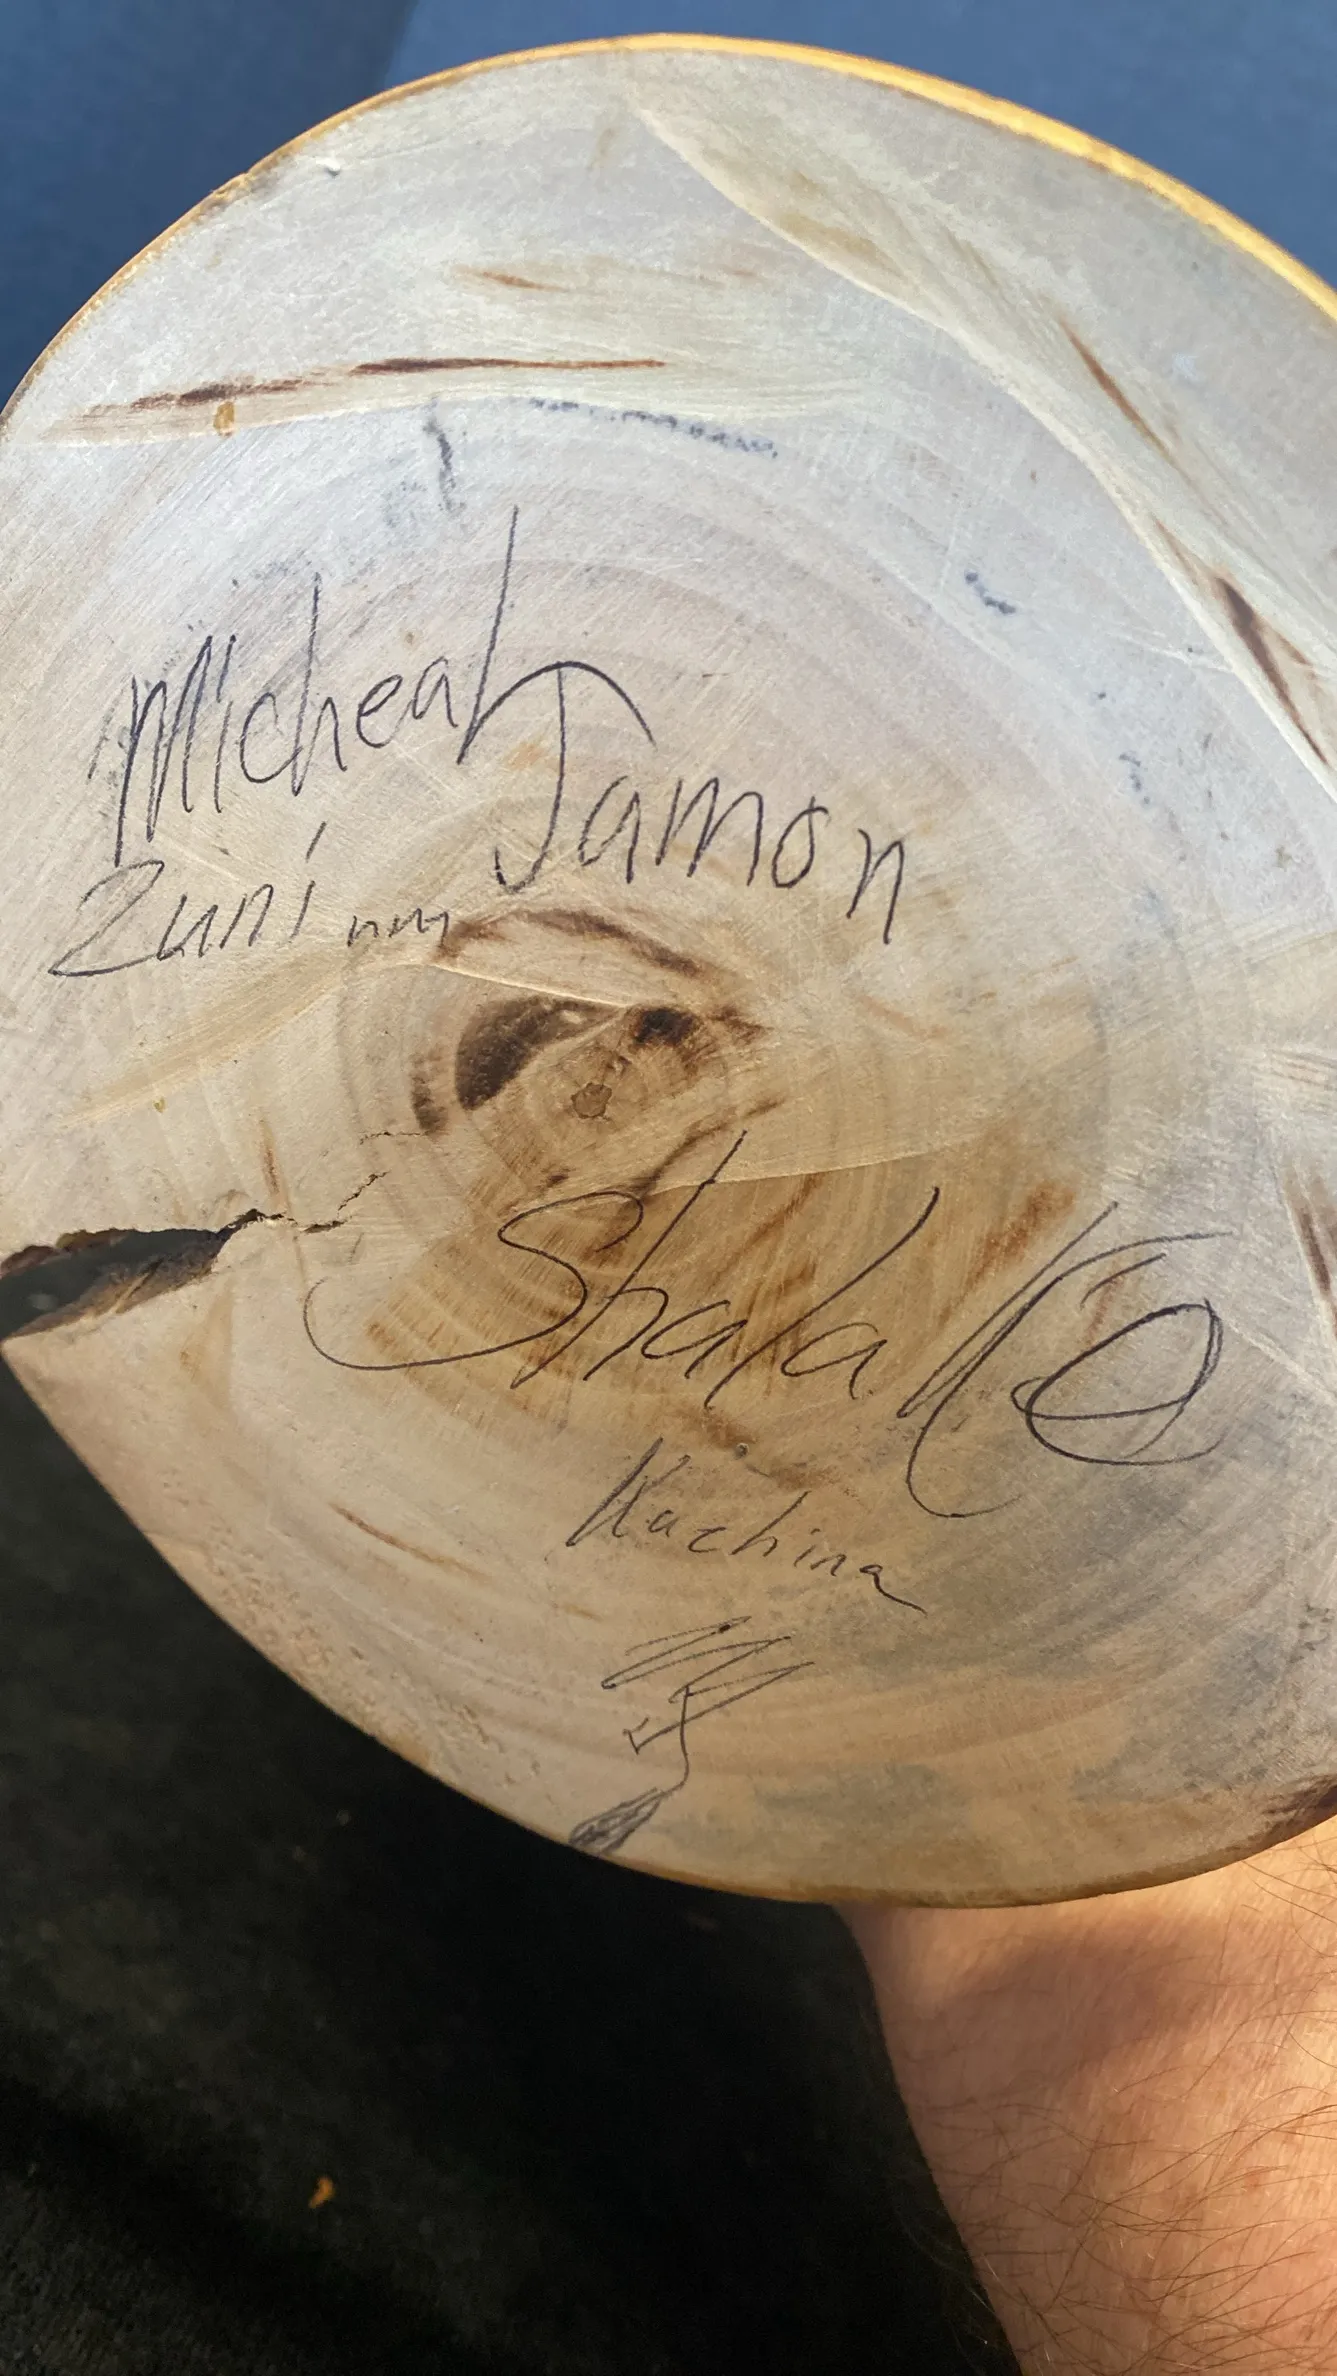 Micheal
Jamon
Zuni nm
Shalako
Kachina